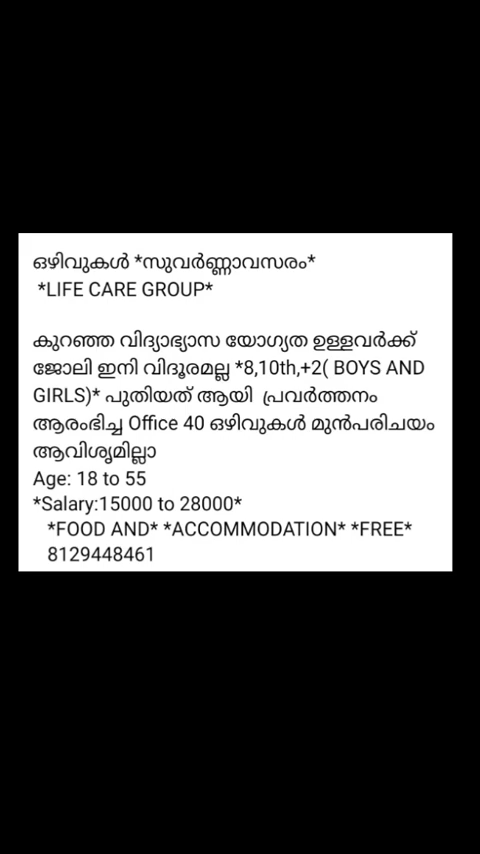 ഒഴിവുകൾ *സുവർണ്ണാവസരം*
*LIFE CARE GROUP*
കുറഞ്ഞ വിദ്യാഭ്യാസ യോഗ്യത ഉള്ളവർക്ക്
ജോലി ഇനി വിദൂരമല്ല *8,10th,+2( BOYS AND
GIRLS)* പുതിയത് ആയി പ്രവർത്തനം
ആരംഭിച്ച Office 40 ഒഴിവുകൾ മുൻപരിചയം
ആവിശൃമില്ലാ
Age: 18 to 55
*Salary:15000 to 28000*
*FOOD AND* *ACCOMMODATION* *FREE*
8129448461